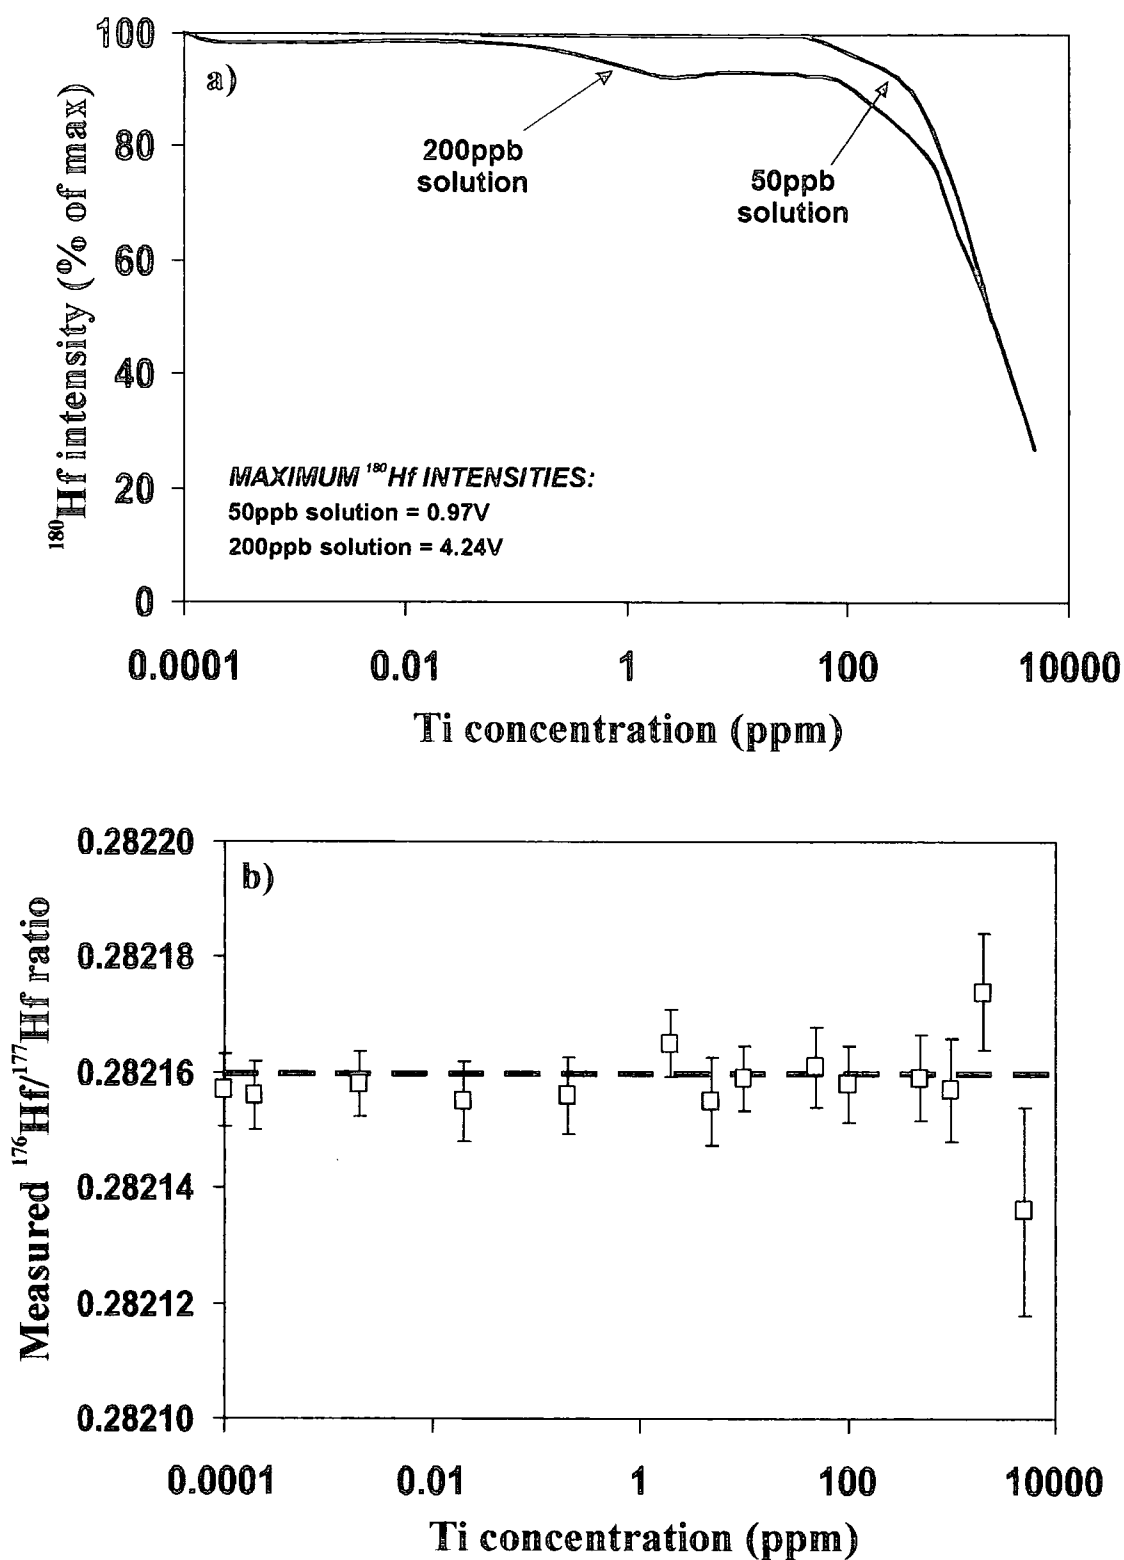 100
80
60
40
20
0
¹⁸⁰Hf intensity (% of max)
a)
200ppb
solution
50ppb
solution
MAXIMUM ¹⁸⁰Hf INTENSITIES:
50ppb solution = 0.97V
200ppb solution = 4.24V
0.0001 0.01 1 100 10000
Ti concentration (ppm)
0.28220
0.28218
0.28216
0.28214
0.28212
0.28210
Measured ¹⁷⁶Hf/¹⁷⁷Hf ratio
b)
0.0001 0.01 1 100 10000
Ti concentration (ppm)